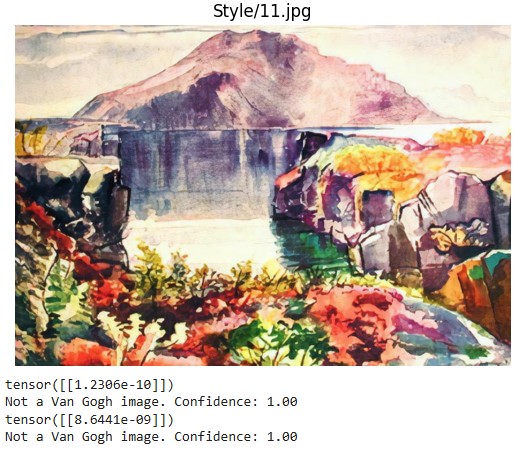 Style/11.jpg
tensor([[1.2306e-10]])
Not a Van Gogh image. Confidence: 1.00
tensor([[8.6441e-09]])
Not a Van Gogh image. Confidence: 1.00